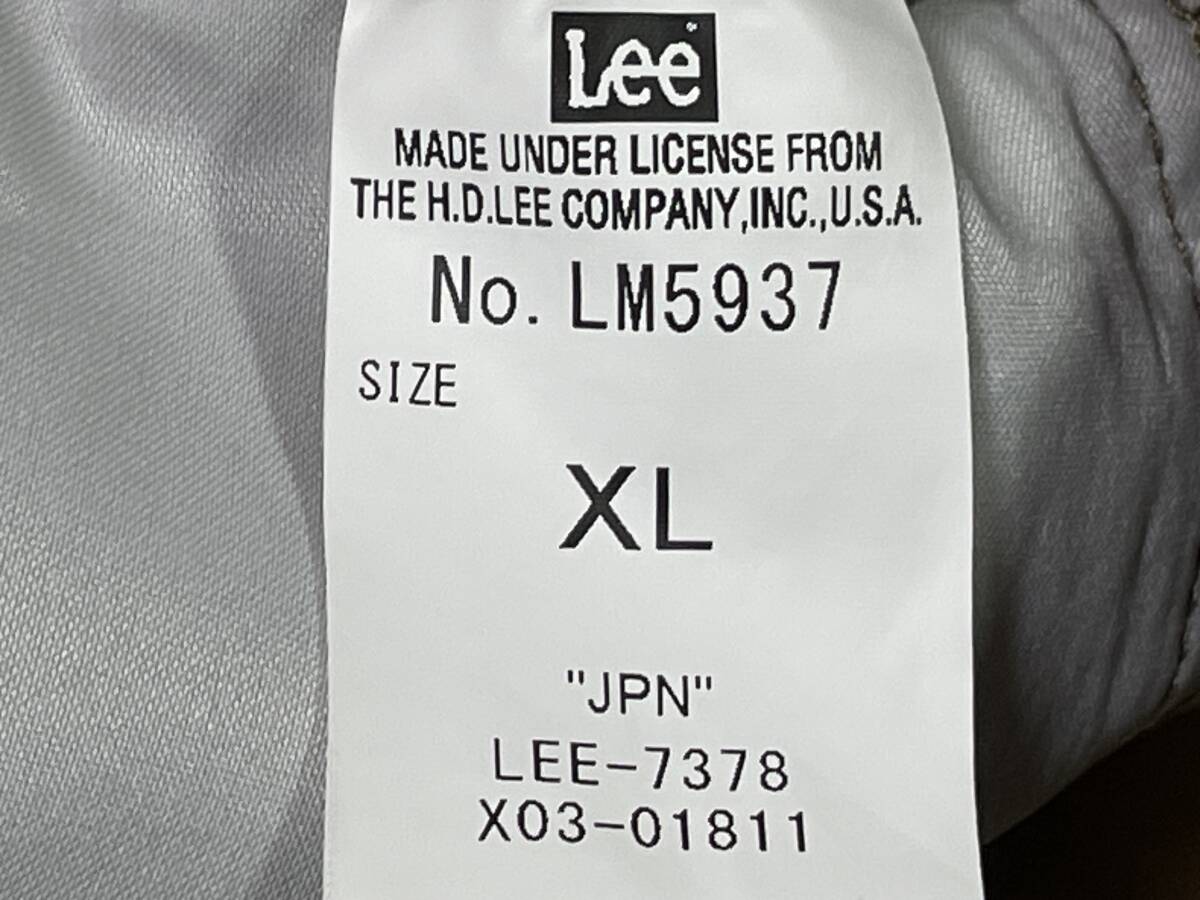 Lee
MADE UNDER LICENSE FROM
THE H.D.LEE COMPANY,INC.,U.S.A.
No. LM5937
SIZE
XL
"JPN"
LEE-7378
X03-01811